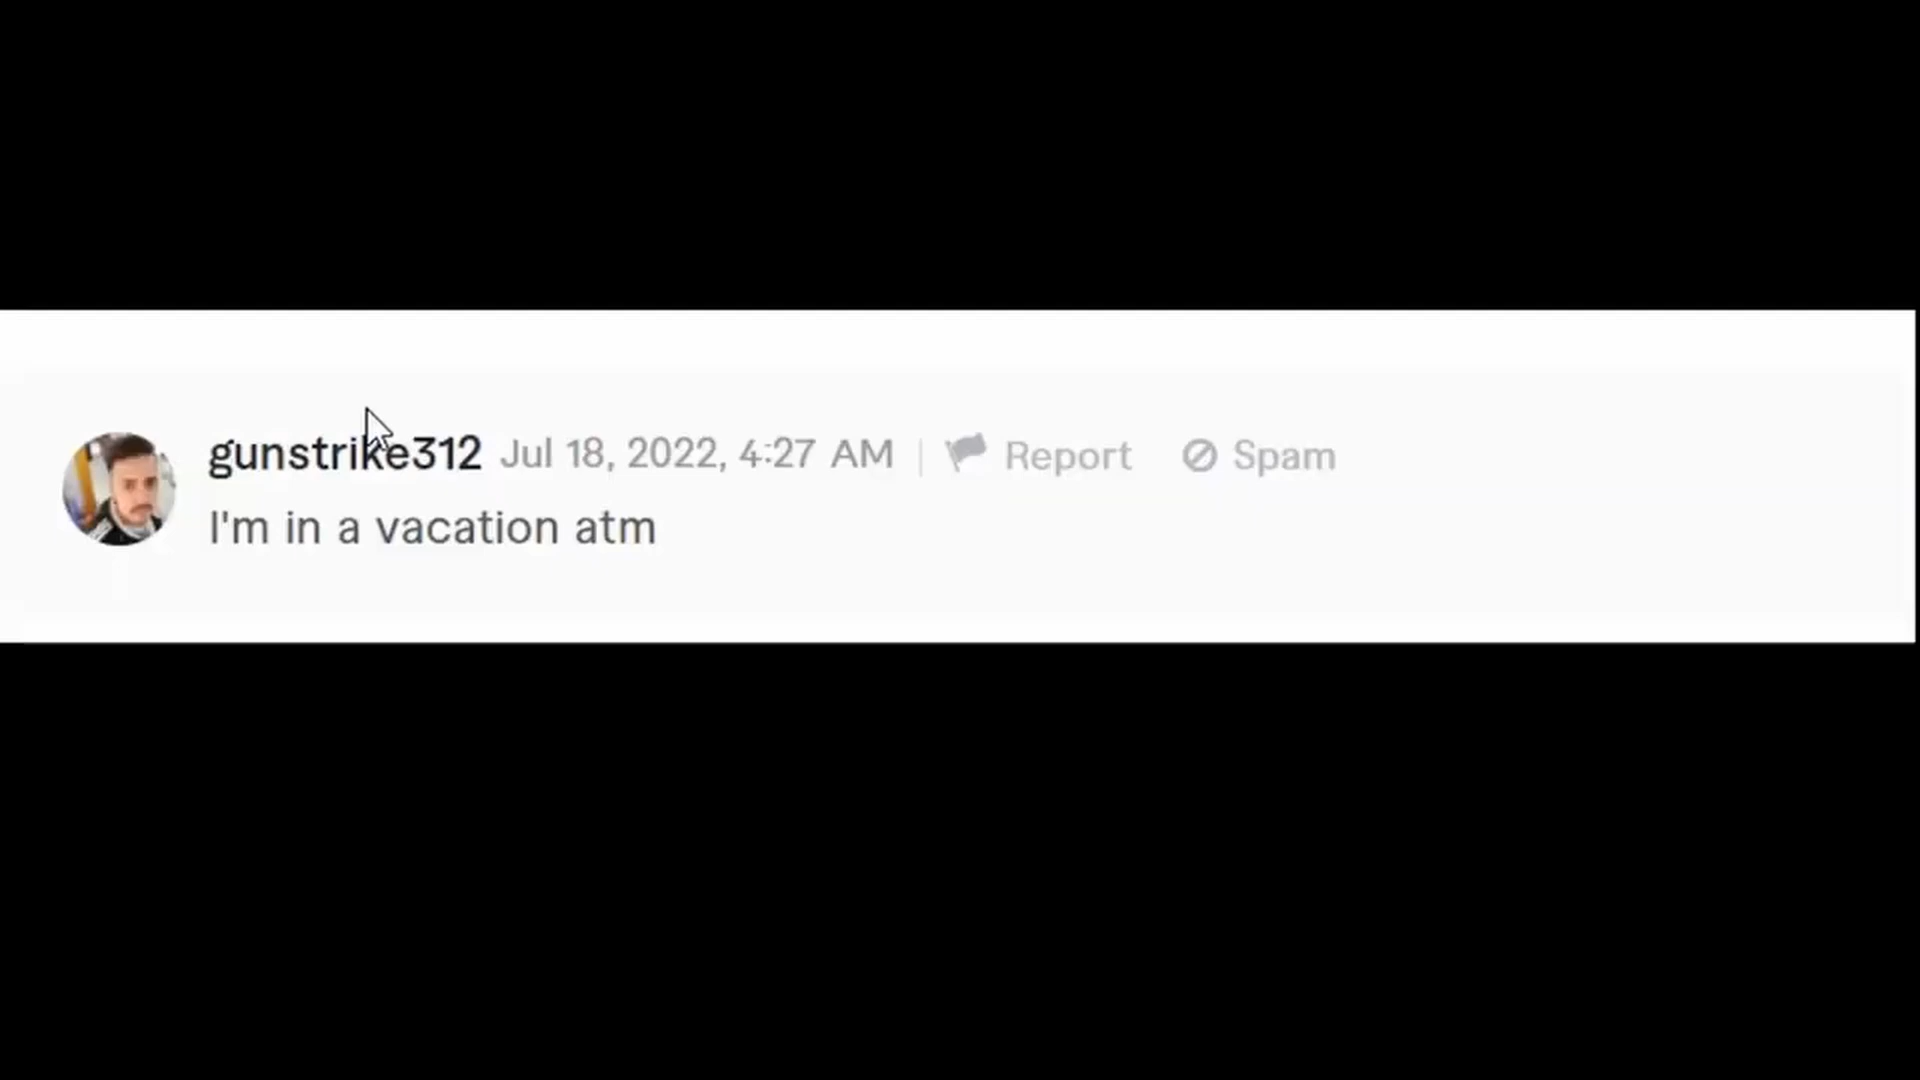 gunstrike312 Jul 18, 2022, 4:27 AM | Report Spam
I'm in a vacation atm